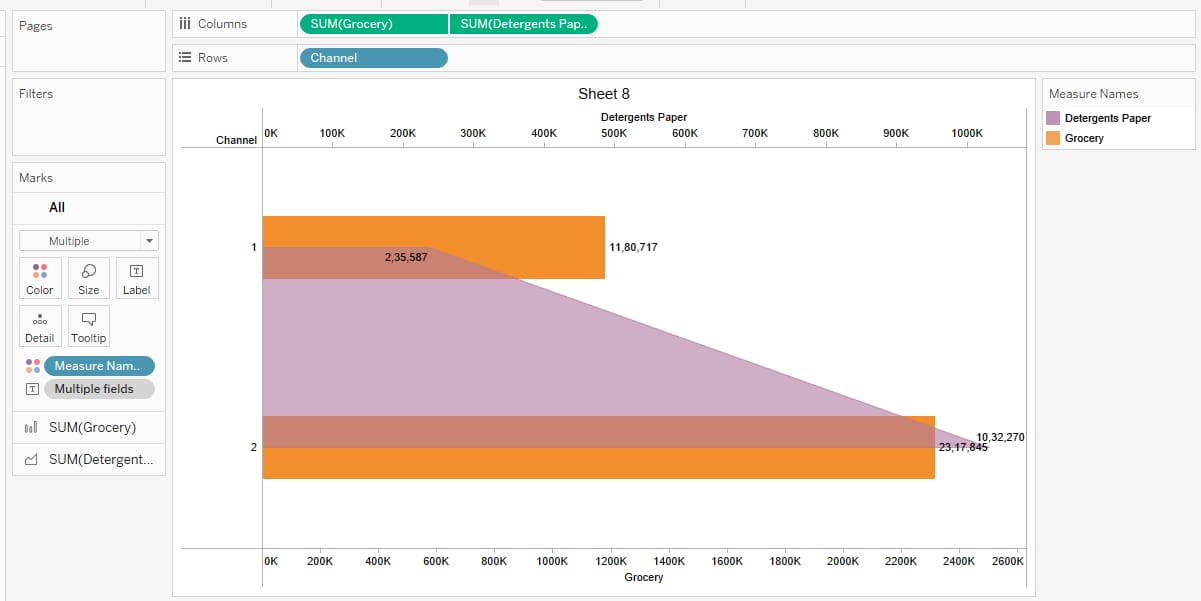 Pages
Columns
SUM(Grocery) SUM(Detergents Pap..
Rows
Channel
Filters
Sheet 8
Measure Names
Detergents Paper
Grocery
Detergents Paper
Channel
0K 100K 200K 300K 400K 500K 600K 700K 800K 900K 1000K
Marks
All
Multiple
Color Size Label
Detail Tooltip
Measure Nam..
Multiple fields
SUM(Grocery)
SUM(Detergent...
1
11,80,717
2,35,587
10,32,270
2
23,17,845
0K 200K 400K 600K 800K 1000K 1200K 1400K 1600K 1800K 2000K 2200K 2400K 2600K
Grocery